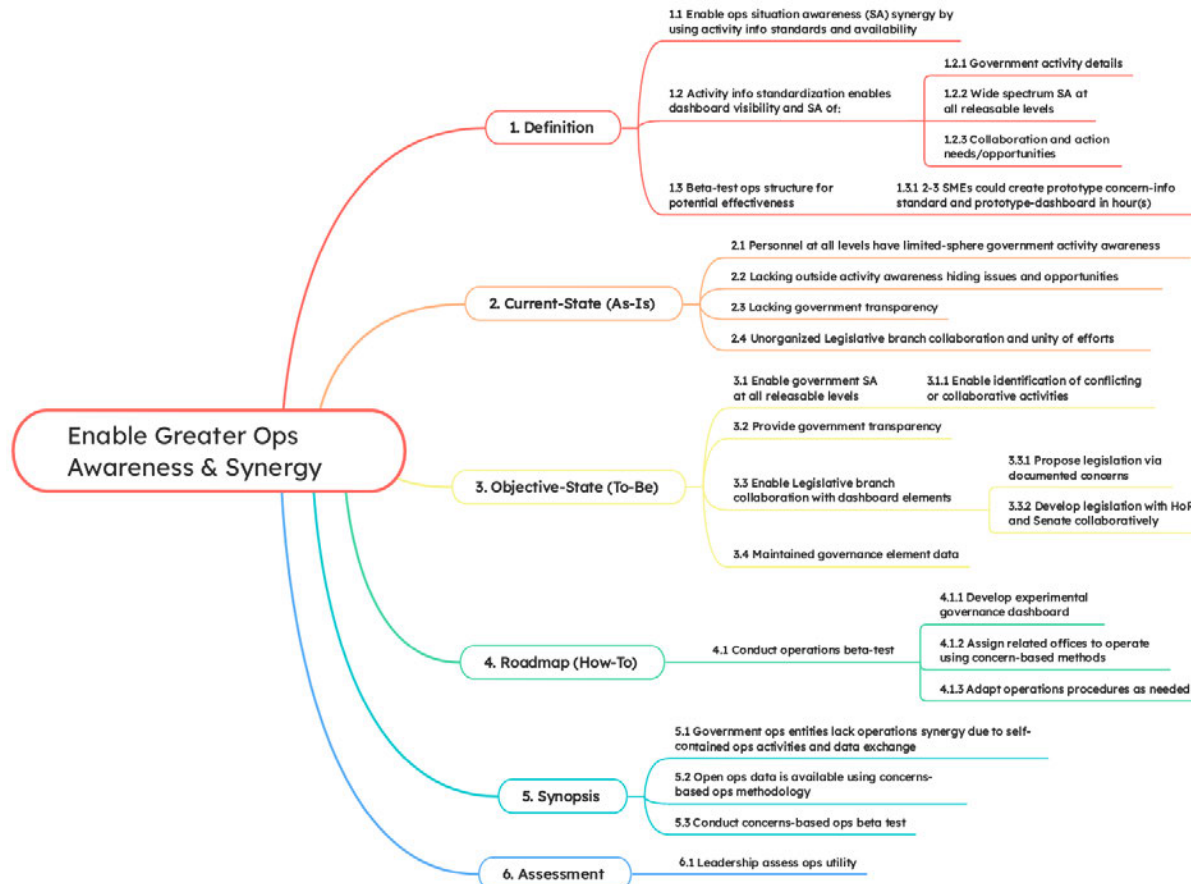 Enable Greater Ops
Awareness & Synergy
1. Definition
1.1 Enable ops situation awareness (SA) synergy by
using activity info standards and availability
1.2 Activity info standardization enables
dashboard visibility and SA of:
1.2.1 Government activity details
1.2.2 Wide spectrum SA at
all releasable levels
1.2.3 Collaboration and action
needs/opportunities
1.3 Beta-test ops structure for
potential effectiveness
1.3.1 2-3 SMEs could create prototype concern-info
standard and prototype-dashboard in hour(s)
2. Current-State (As-Is)
2.1 Personnel at all levels have limited-sphere government activity awareness
2.2 Lacking outside activity awareness hiding issues and opportunities
2.3 Lacking government transparency
2.4 Unorganized Legislative branch collaboration and unity of efforts
3. Objective-State (To-Be)
3.1 Enable government SA
at all releasable levels
3.1.1 Enable identification of conflicting
or collaborative activities
3.2 Provide government transparency
3.3 Enable Legislative branch
collaboration with dashboard elements
3.3.1 Propose legislation via
documented concerns
3.3.2 Develop legislation with HoR
and Senate collaboratively
3.4 Maintained governance element data
4. Roadmap (How-To)
4.1 Conduct operations beta-test
4.1.1 Develop experimental
governance dashboard
4.1.2 Assign related offices to operate
using concern-based methods
4.1.3 Adapt operations procedures as needed
5. Synopsis
5.1 Government ops entities lack operations synergy due to self-
contained ops activities and data exchange
5.2 Open ops data is available using concerns-
based ops methodology
5.3 Conduct concerns-based ops beta test
6. Assessment
6.1 Leadership assess ops utility